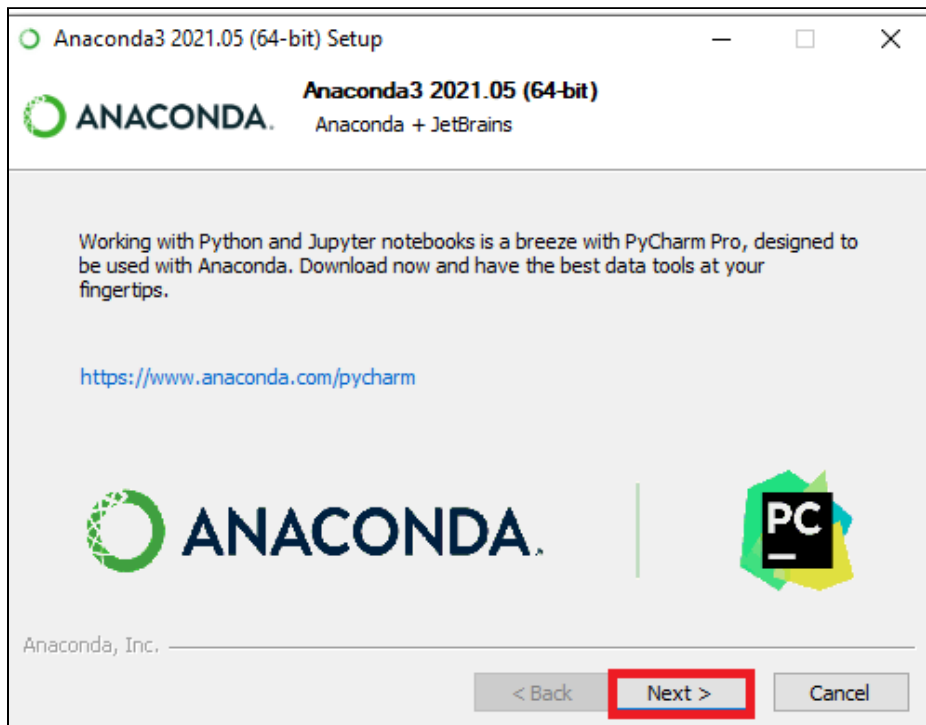 Anaconda3 2021.05 (64-bit) Setup
ANACONDA.
Anaconda3 2021.05 (64-bit)
Anaconda + JetBrains
Working with Python and Jupyter notebooks is a breeze with PyCharm Pro, designed to
be used with Anaconda. Download now and have the best data tools at your
fingertips.
https://www.anaconda.com/pycharm
ANACONDA.
PC
Anaconda, Inc.
< Back Next > Cancel